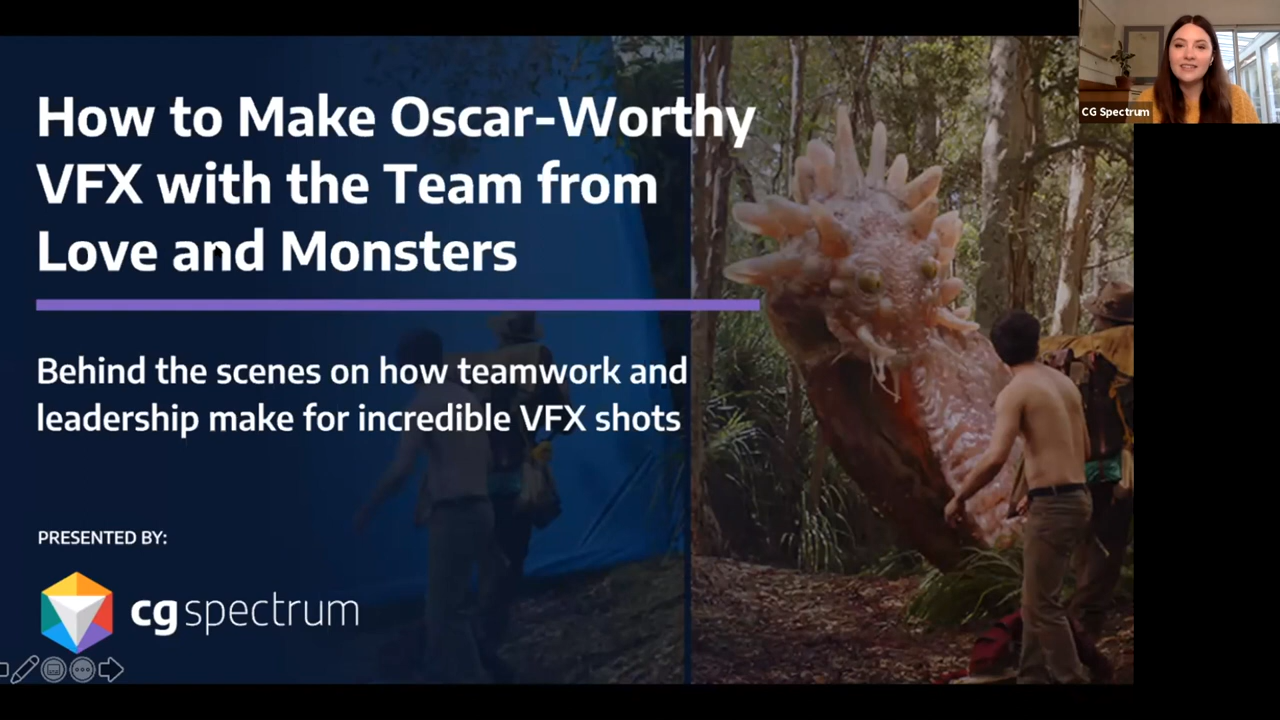 How to Make Oscar-Worthy
VFX with the Team from
Love and Monsters
Behind the scenes on how teamwork and
leadership make for incredible VFX shots
PRESENTED BY:
cg spectrum
CG Spectrum